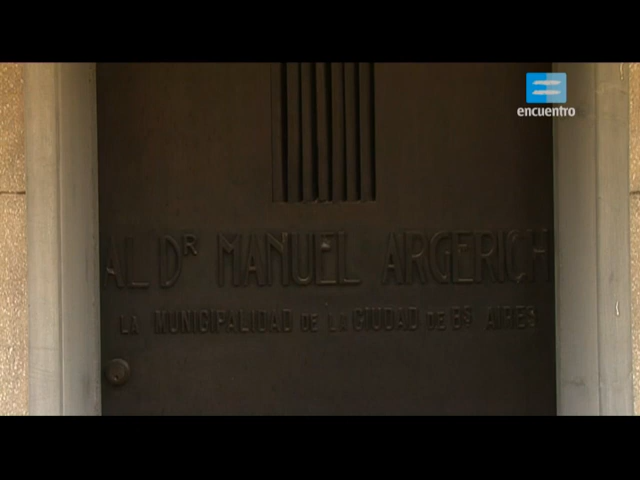 encuentro
AL DR MANUEL ARGERICH
LA MUNICIPALIDAD DE LA CIUDAD DE BS AIRES